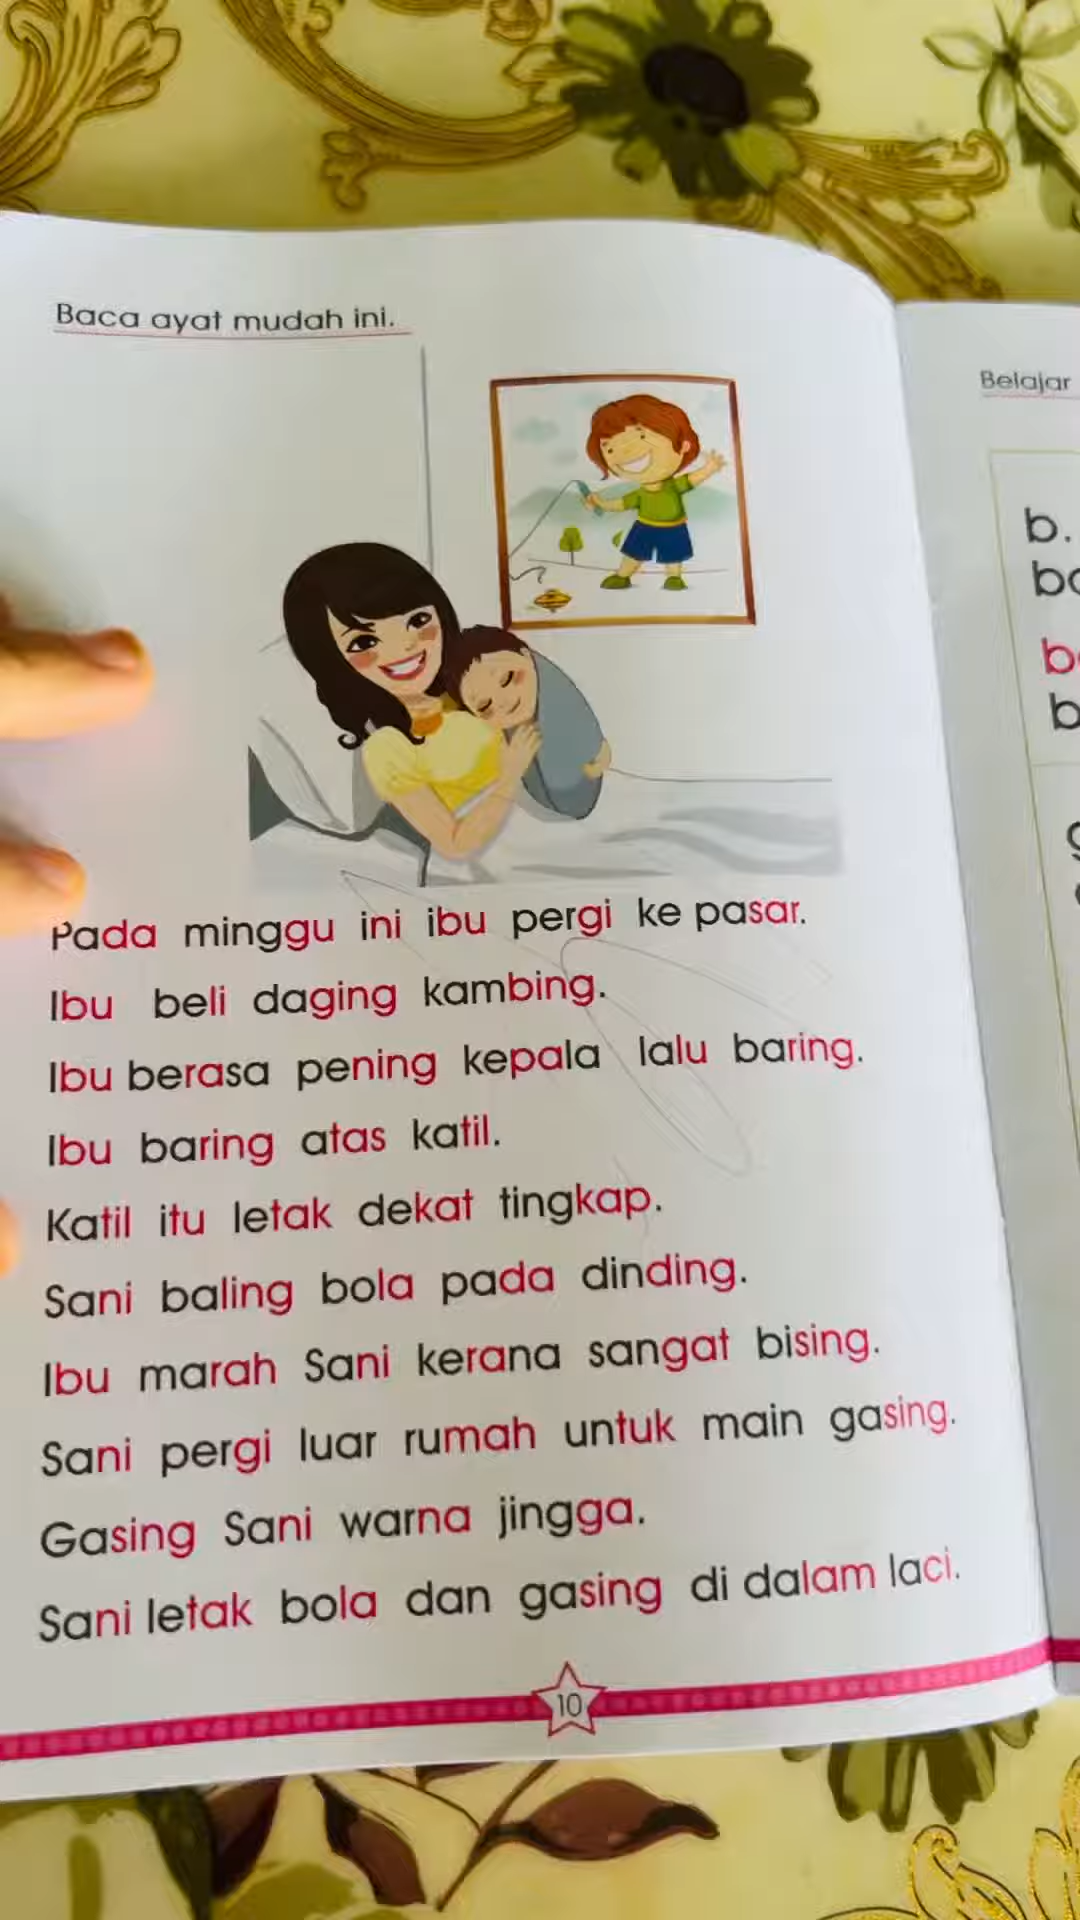 Baca ayat mudah ini.
Pada minggu ini ibu pergi ke pasar.
Ibu beli daging kambing.
Ibu berasa pening kepala lalu baring.
Ibu baring atas katil.
Katil itu letak dekat tingkap.
Sani baling bola pada dinding.
Ibu marah Sani kerana sangat bising.
Sani pergi luar rumah untuk main gasing.
Gasing Sani warna jingga.
Sani letak bola dan gasing di dalam laci.
10
Belajar
b.